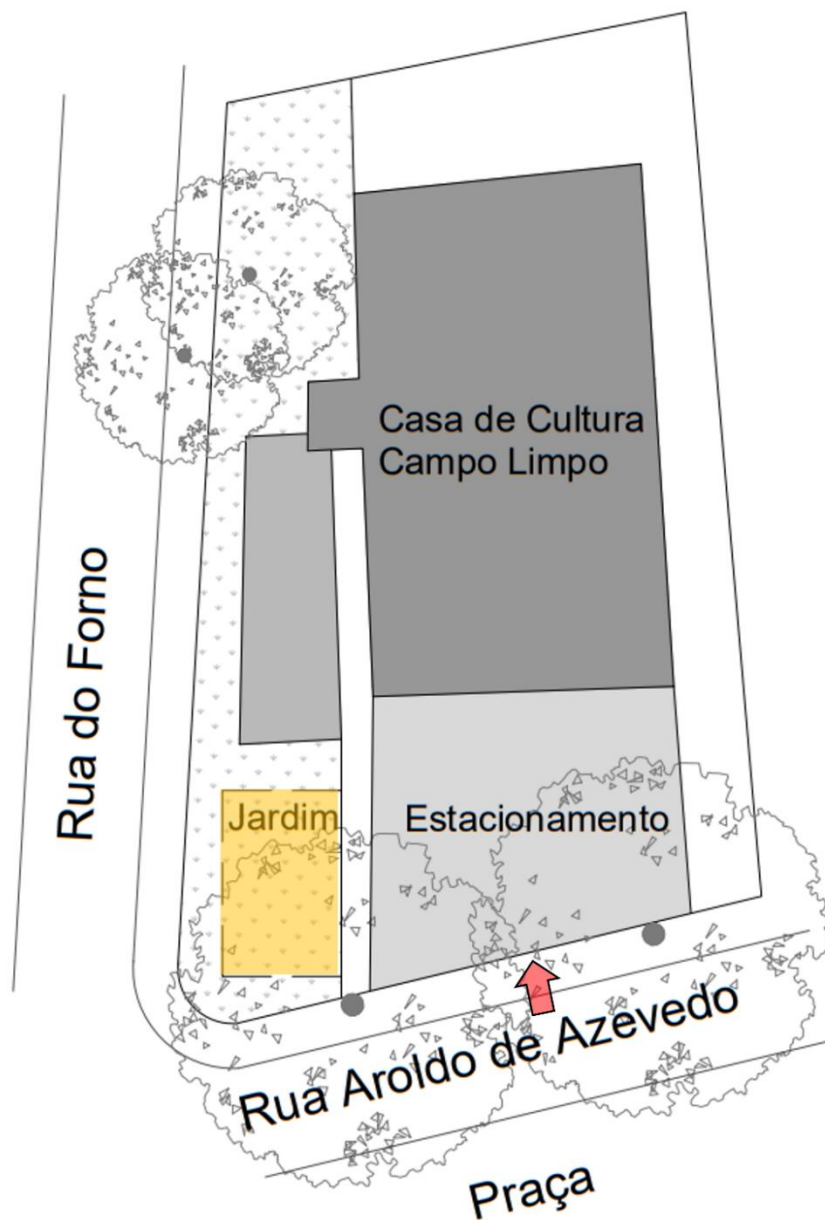 Casa de Cultura
Campo Limpo
Rua do Forno
Jardim
Estacionamento
Rua Aroldo de Azevedo
Praça